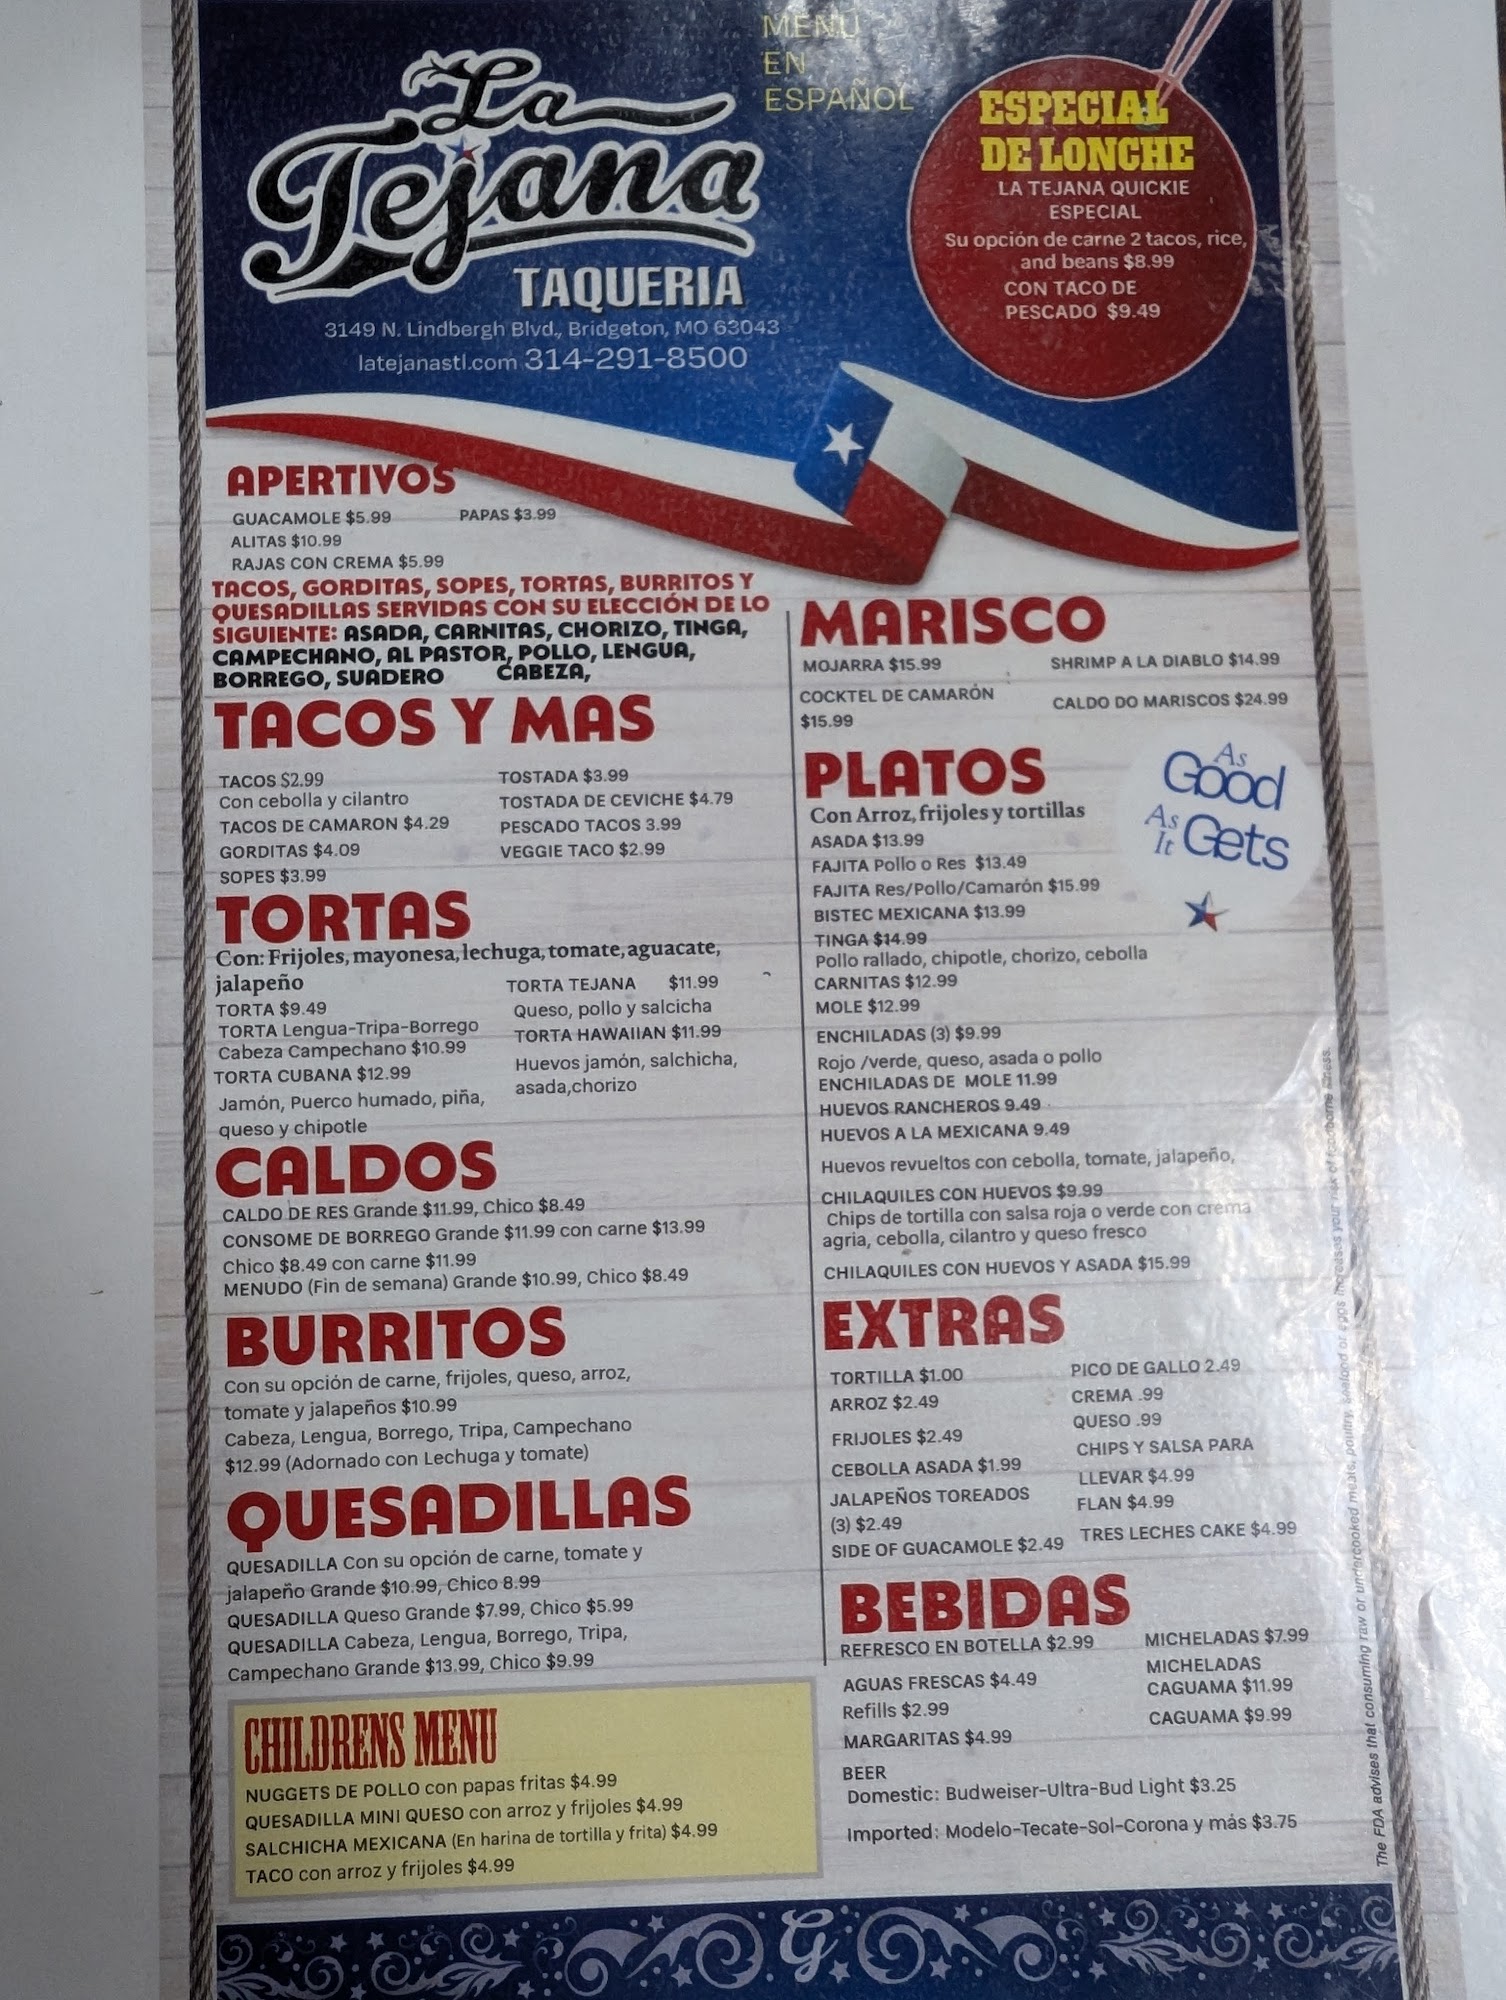 MENU
EN
ESPAÑOL
La
Tejana
TAQUERIA
3149 N. Lindbergh Blvd., Bridgeton, MO 63043
latejanastl.com 314-291-8500
ESPECIAL
DE LONCHE
LA TEJANA QUICKIE
ESPECIAL
Su opción de carne 2 tacos, rice,
and beans $8.99
CON TACO DE
PESCADO $9.49
APERTIVOS
GUACAMOLE $5.99 PAPAS $3.99
ALITAS $10.99
RAJAS CON CREMA $5.99
TACOS, GORDITAS, SOPES, TORTAS, BURRITOS Y
QUESADILLAS SERVIDAS CON SU ELECCIÓN DE LO
SIGUIENTE: ASADA, CARNITAS, CHORIZO, TINGA,
CAMPECHANO, AL PASTOR, POLLO, LENGUA,
BORREGO, SUADERO CABEZA,
TACOS Y MAS
TACOS $2.99
Con cebolla y cilantro
TACOS DE CAMARON $4.29
GORDITAS $4.09
SOPES $3.99
TOSTADA $3.99
TOSTADA DE CEVICHE $4.79
PESCADO TACOS 3.99
VEGGIE TACO $2.99
TORTAS
Con: Frijoles, mayonesa, lechuga, tomate, aguacate,
jalapeño
TORTA $9.49
TORTA Lengua-Tripa-Borrego
Cabeza Campechano $10.99
TORTA CUBANA $12.99
Jamón, Puerco humado, piña,
queso y chipotle
TORTA TEJANA $11.99
Queso, pollo y salcicha
TORTA HAWAIIAN $11.99
Huevos jamón, salchicha,
asada,chorizo
CALDOS
CALDO DE RES Grande $11.99, Chico $8.49
CONSOME DE BORREGO Grande $11.99 con carne $13.99
Chico $8.49 con carne $11.99
MENUDO (Fin de semana) Grande $10.99, Chico $8.49
BURRITOS
Con su opción de carne, frijoles, queso, arroz,
tomate y jalapeños $10.99
Cabeza, Lengua, Borrego, Tripa, Campechano
$12.99 (Adornado con Lechuga y tomate)
QUESADILLAS
QUESADILLA Con su opción de carne, tomate y
jalapeño Grande $10.99, Chico 8.99
QUESADILLA Queso Grande $7.99, Chico $5.99
QUESADILLA Cabeza, Lengua, Borrego, Tripa,
Campechano Grande $13.99, Chico $9.99
CHILDRENS MENU
NUGGETS DE POLLO con papas fritas $4.99
QUESADILLA MINI QUESO con arroz y frijoles $4.99
SALCHICHA MEXICANA (En harina de tortilla y frita) $4.99
TACO con arroz y frijoles $4.99
MARISCO
MOJARRA $15.99
COCKTEL DE CAMARÓN
$15.99
SHRIMP A LA DIABLO $14.99
CALDO DO MARISCOS $24.99
PLATOS
Con Arroz, frijoles y tortillas
ASADA $13.99
FAJITA Pollo o Res $13.49
FAJITA Res/Pollo/Camarón $15.99
BISTEC MEXICANA $13.99
TINGA $14.99
Pollo rallado, chipotle, chorizo, cebolla
CARNITAS $12.99
MOLE $12.99
ENCHILADAS (3) $9.99
Rojo /verde, queso, asada o pollo
ENCHILADAS DE MOLE 11.99
HUEVOS RANCHEROS 9.49
HUEVOS A LA MEXICANA 9.49
Huevos revueltos con cebolla, tomate, jalapeño,
CHILAQUILES CON HUEVOS $9.99
Chips de tortilla con salsa roja o verde con crema
agria, cebolla, cilantro y queso fresco
CHILAQUILES CON HUEVOS Y ASADA $15.99
As
Good
As
It Gets
EXTRAS
TORTILLA $1.00
ARROZ $2.49
FRIJOLES $2.49
CEBOLLA ASADA $1.99
JALAPEÑOS TOREADOS
(3) $2.49
SIDE OF GUACAMOLE $2.49
PICO DE GALLO 2.49
CREMA .99
QUESO .99
CHIPS Y SALSA PARA
LLEVAR $4.99
FLAN $4.99
TRES LECHES CAKE $4.99
BEBIDAS
REFRESCO EN BOTELLA $2.99
AGUAS FRESCAS $4.49
Refills $2.99
MARGARITAS $4.99
MICHELADAS $7.99
MICHELADAS
CAGUAMA $11.99
CAGUAMA $9.99
BEER
Domestic: Budweiser-Ultra-Bud Light $3.25
Imported: Modelo-Tecate-Sol-Corona y más $3.75
The FDA advises that consuming raw or undercooked meats, poultry, seafood or eggs increases your risk of foodborne illness.
G